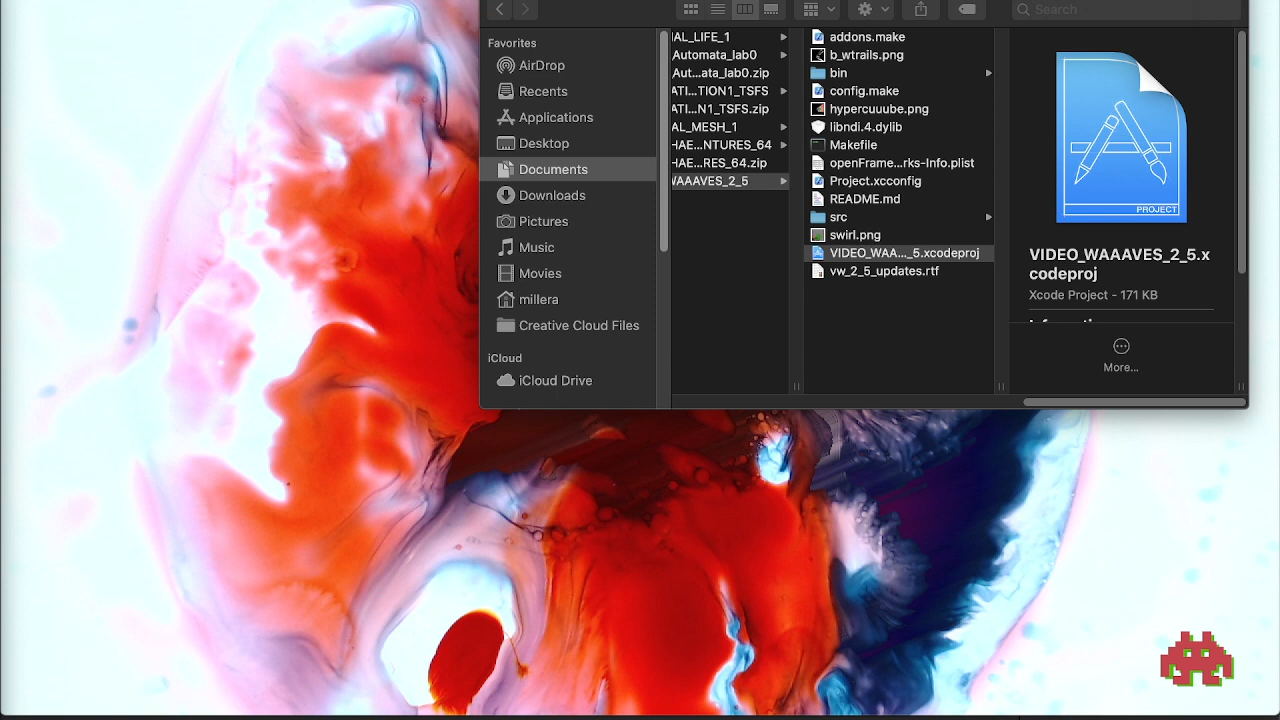 Search
Favorites
AirDrop
Recents
Applications
Desktop
Documents
Downloads
Pictures
Music
Movies
millera
Creative Cloud Files
iCloud
iCloud Drive
AL_LIFE_1
Automata_lab0
Aut...ata_lab0.zip
ATI...TION1_TSFS
ATI...N1_TSFS.zip
AL_MESH_1
HAE...NTURES_64
HAE...RES_64.zip
WAAAVES_2_5
addons.make
b_wtrails.png
bin
config.make
hypercuuube.png
libndi.4.dylib
Makefile
openFrame...rks-Info.plist
Project.xcconfig
README.md
src
swirl.png
VIDEO_WAA..._5.xcodeproj
vw_2_5_updates.rtf
PROJECT
VIDEO_WAAAVES_2_5.x
codeproj
Xcode Project - 171 KB
More...